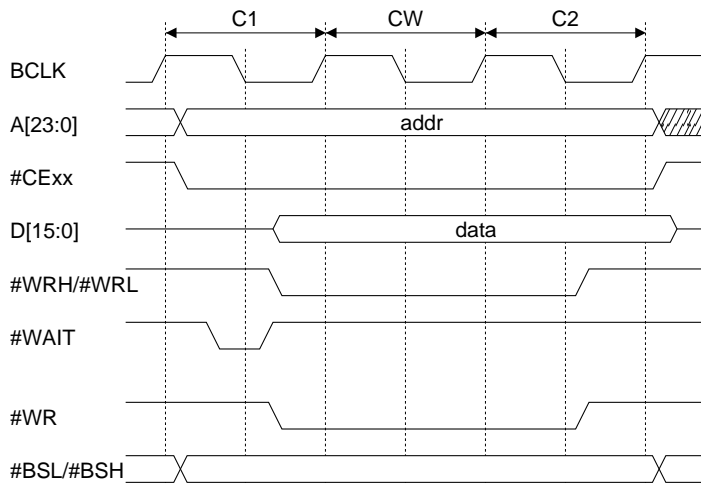 C1 CW C2
BCLK
A[23:0] addr
#CExx
D[15:0] data
#WRH/#WRL
#WAIT
#WR
#BSL/#BSH